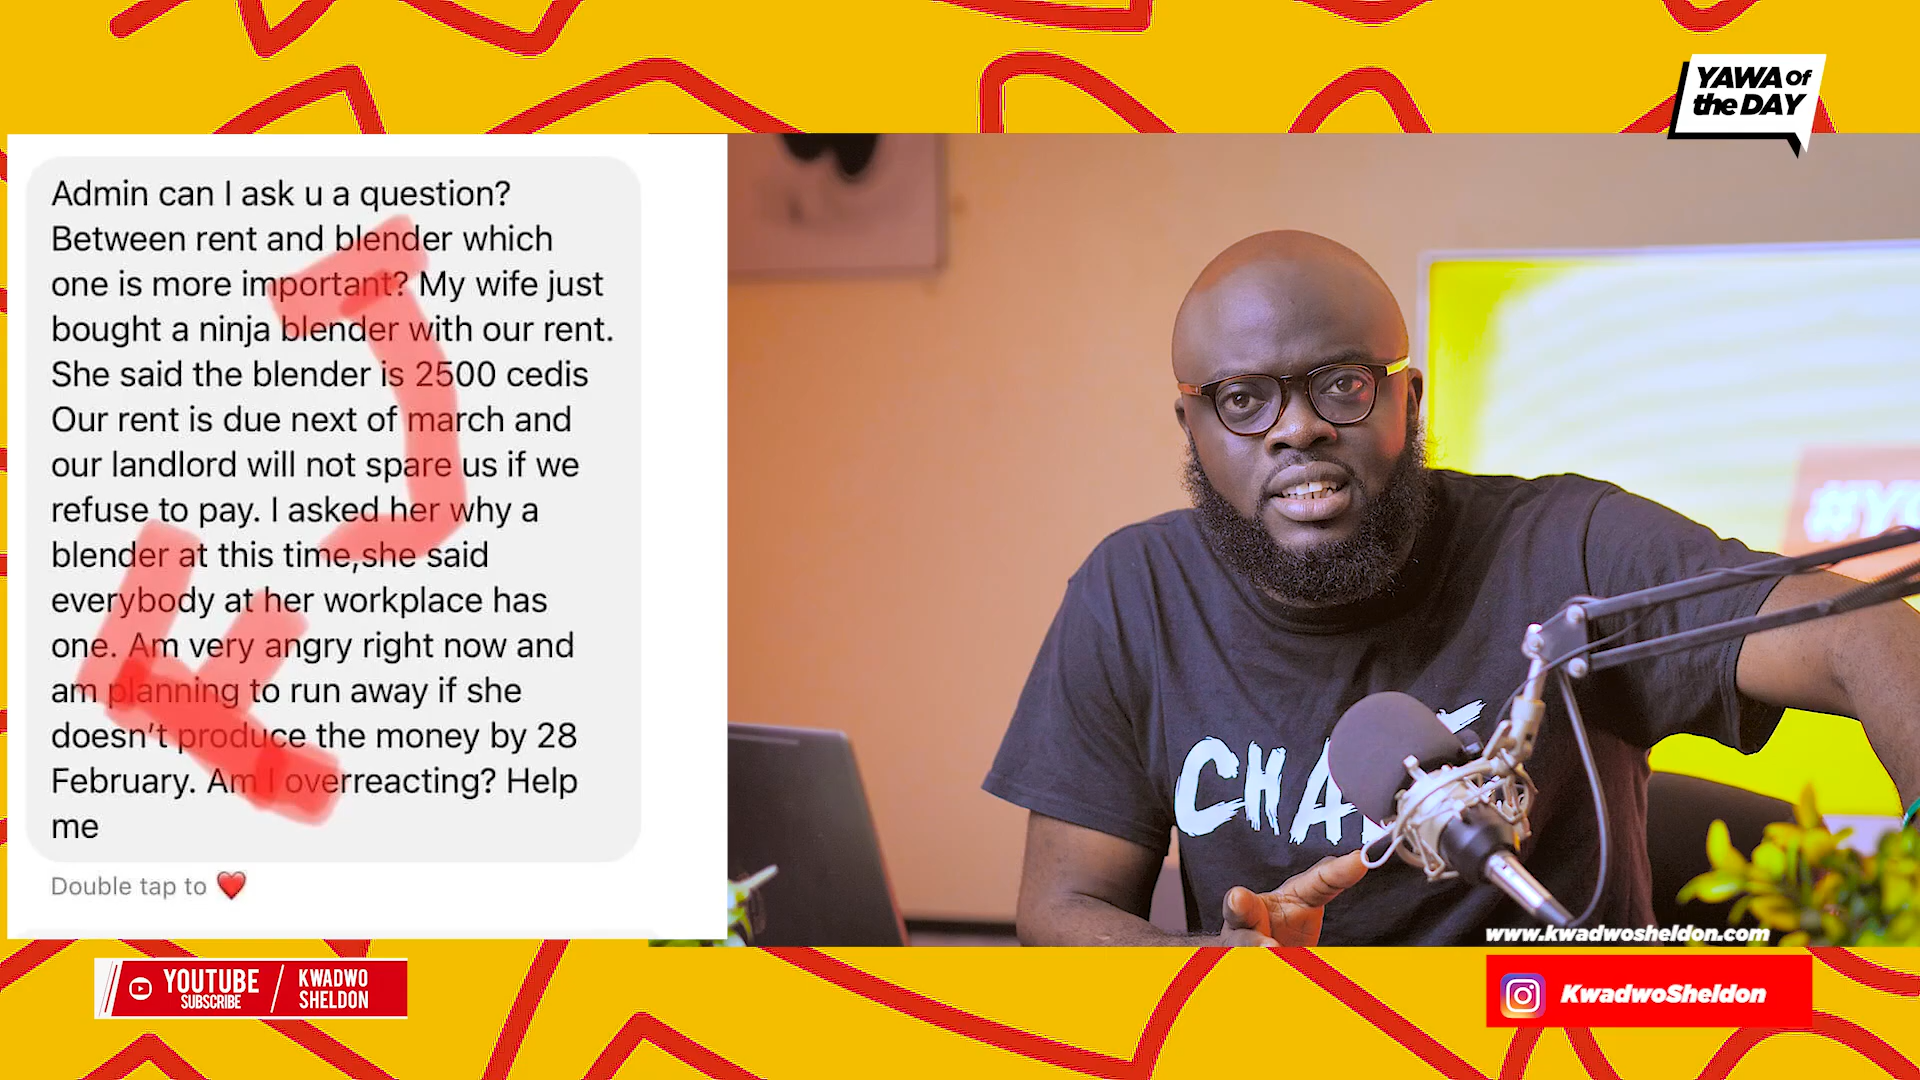 YAWA of
the DAY
Admin can I ask u a question?
Between rent and blender which
one is more important? My wife just
bought a ninja blender with our rent.
She said the blender is 2500 cedis
Our rent is due next of march and
our landlord will not spare us if we
refuse to pay. I asked her why a
blender at this time,she said
everybody at her workplace has
one. Am very angry right now and
am planning to run away if she
doesn't produce the money by 28
February. Am I overreacting? Help
me
Double tap to ❤️
www.kwadwosheldon.com
YOUTUBE
SUBSCRIBE
KWADWO
SHELDON
KwadwoSheldon